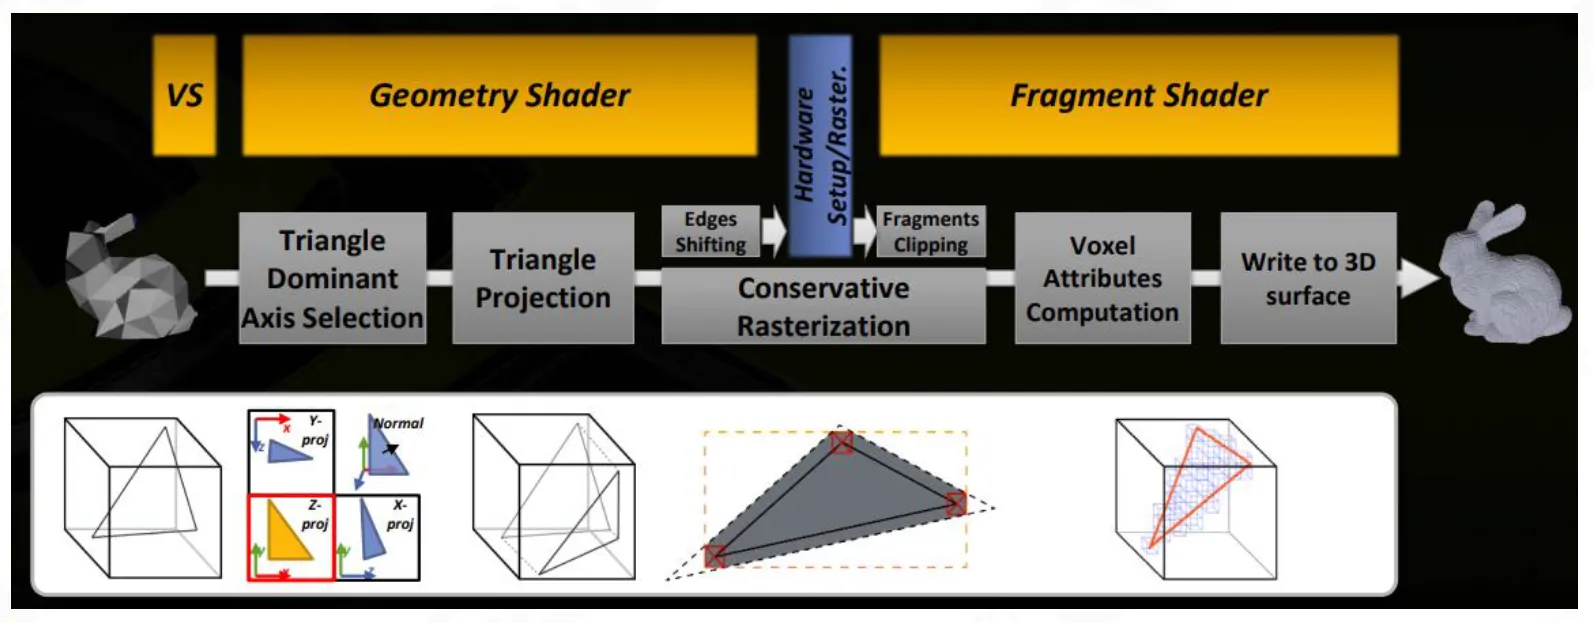 VS
Geometry Shader
Hardware
Setup/Raster.
Fragment Shader
Triangle
Dominant
Axis Selection
Triangle
Projection
Edges
Shifting
Fragments
Clipping
Conservative
Rasterization
Voxel
Attributes
Computation
Write to 3D
surface
x
z
Y-
proj
Normal
Z-
proj
y
x
X-
proj
y
z